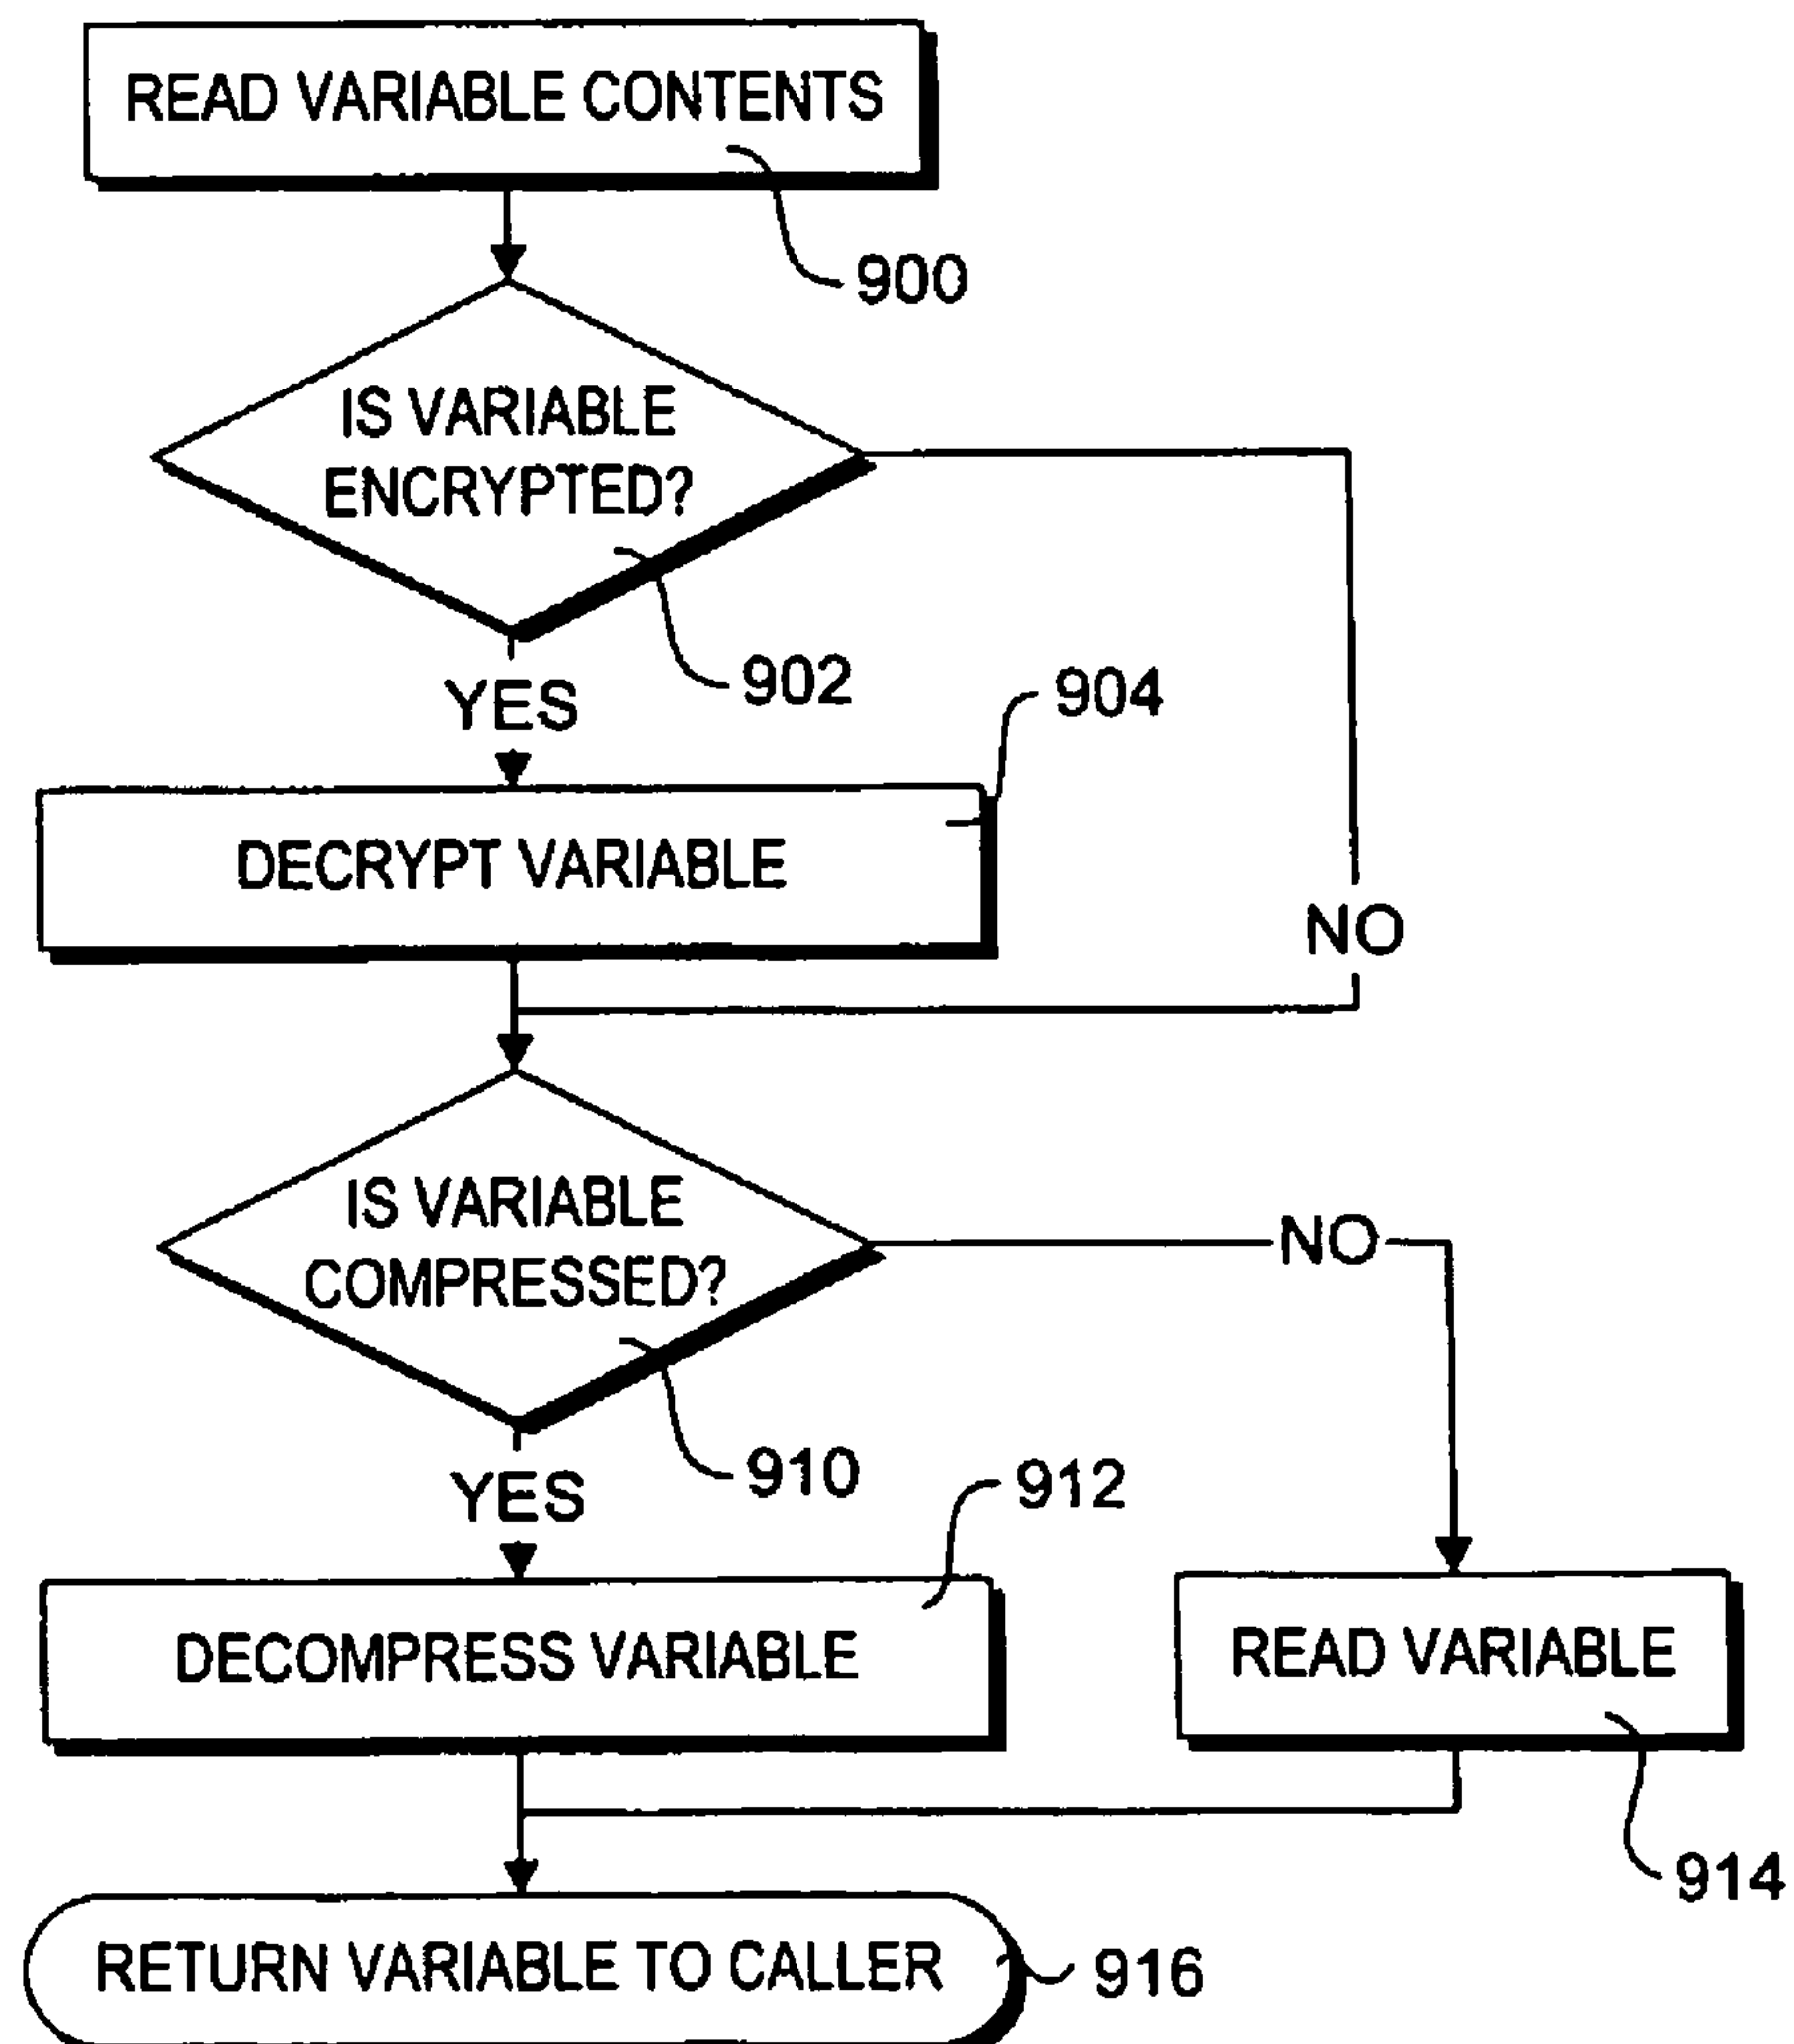 READ VARIABLE CONTENTS
900
IS VARIABLE
ENCRYPTED?
902
904
YES
DECRYPT VARIABLE
NO
IS VARIABLE
COMPRESSED?
NO
910
912
YES
DECOMPRESS VARIABLE
READ VARIABLE
914
RETURN VARIABLE TO CALLER
916